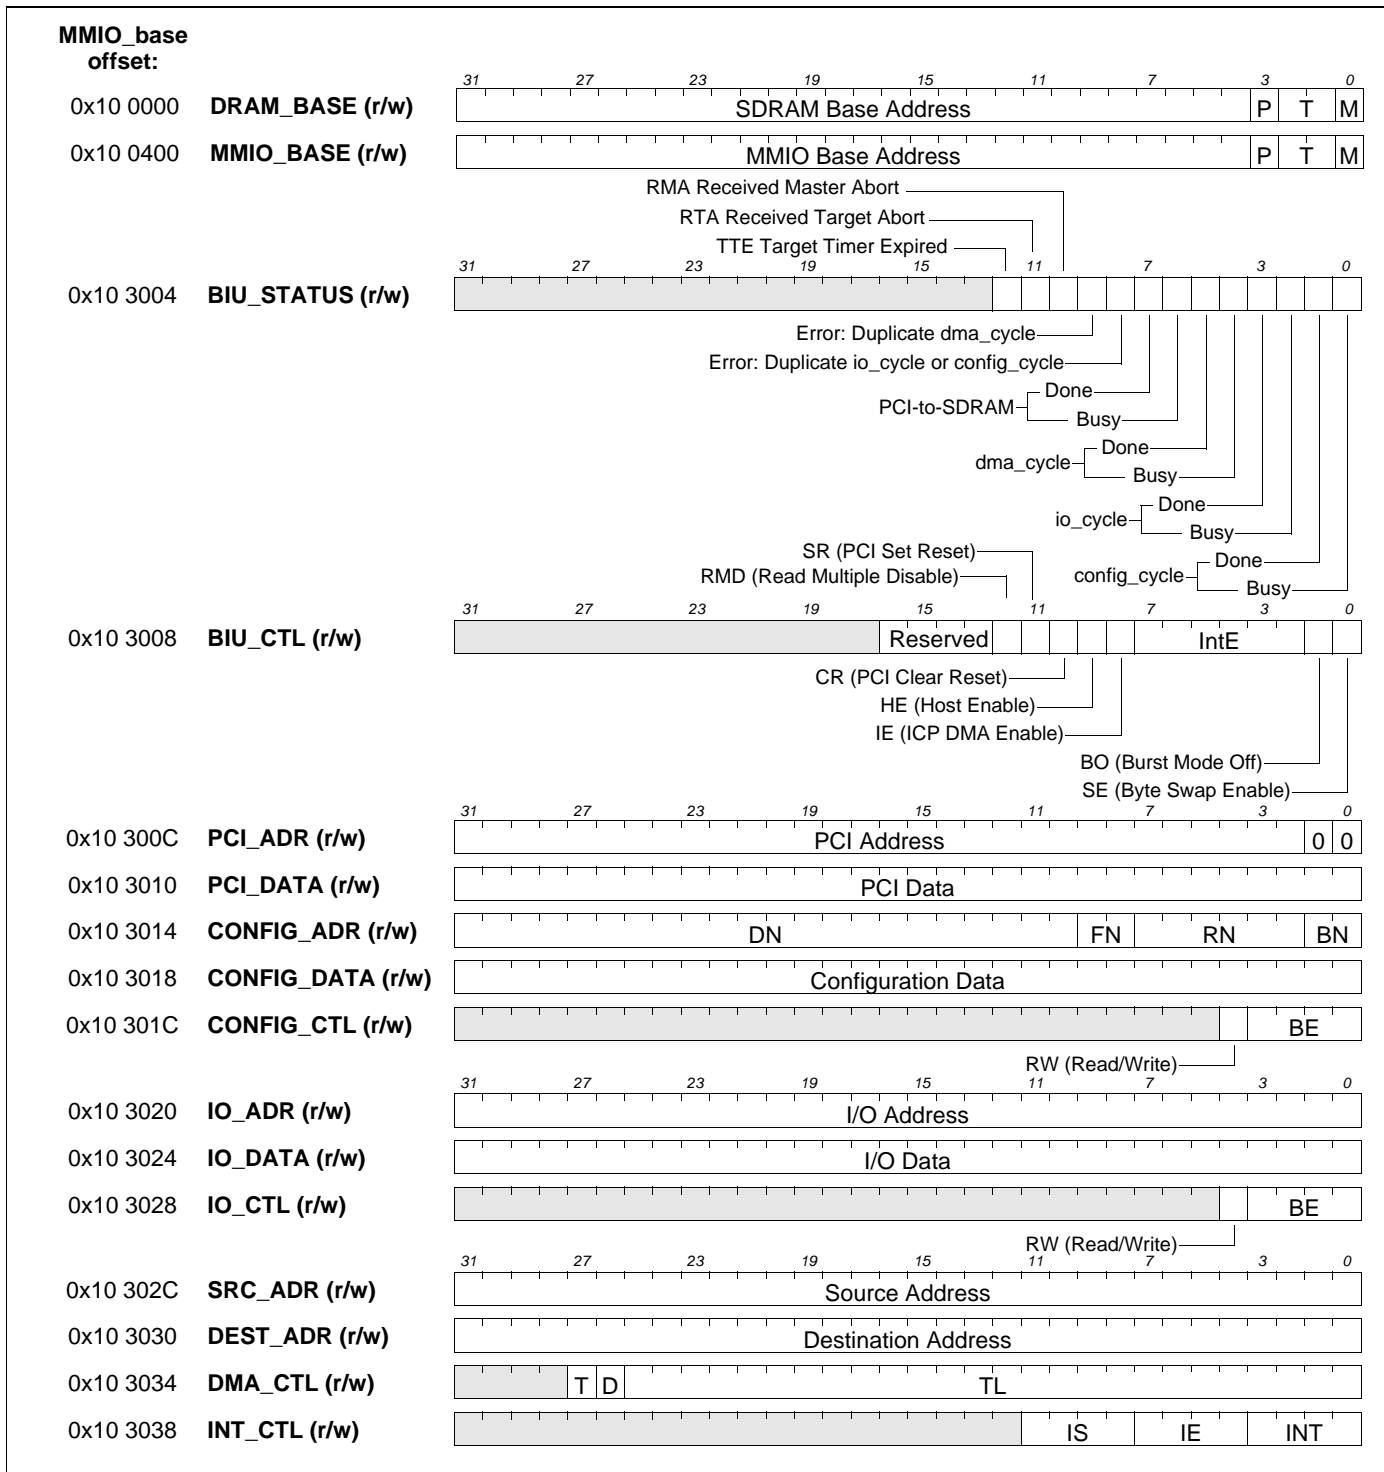 MMIO_base
offset:
31 27 23 19 15 11 7 3 0
0x10 0000 DRAM_BASE (r/w) SDRAM Base Address P T M
0x10 0400 MMIO_BASE (r/w) MMIO Base Address P T M
RMA Received Master Abort
RTA Received Target Abort
TTE Target Timer Expired
31 27 23 19 15 11 7 3 0
0x10 3004 BIU_STATUS (r/w)
Error: Duplicate dma_cycle
Error: Duplicate io_cycle or config_cycle
Done
PCI-to-SDRAM
Busy
Done
dma_cycle
Busy
Done
io_cycle
Busy
SR (PCI Set Reset)
Done
RMD (Read Multiple Disable)
config_cycle
Busy
31 27 23 19 15 11 7 3 0
0x10 3008 BIU_CTL (r/w) Reserved IntE
CR (PCI Clear Reset)
HE (Host Enable)
IE (ICP DMA Enable)
BO (Burst Mode Off)
SE (Byte Swap Enable)
31 27 23 19 15 11 7 3 0
0x10 300C PCI_ADR (r/w) PCI Address 0 0
0x10 3010 PCI_DATA (r/w) PCI Data
0x10 3014 CONFIG_ADR (r/w) DN FN RN BN
0x10 3018 CONFIG_DATA (r/w) Configuration Data
0x10 301C CONFIG_CTL (r/w) BE
RW (Read/Write)
31 27 23 19 15 11 7 3 0
0x10 3020 IO_ADR (r/w) I/O Address
0x10 3024 IO_DATA (r/w) I/O Data
0x10 3028 IO_CTL (r/w) BE
RW (Read/Write)
31 27 23 19 15 11 7 3 0
0x10 302C SRC_ADR (r/w) Source Address
0x10 3030 DEST_ADR (r/w) Destination Address
0x10 3034 DMA_CTL (r/w) T D TL
0x10 3038 INT_CTL (r/w) IS IE INT